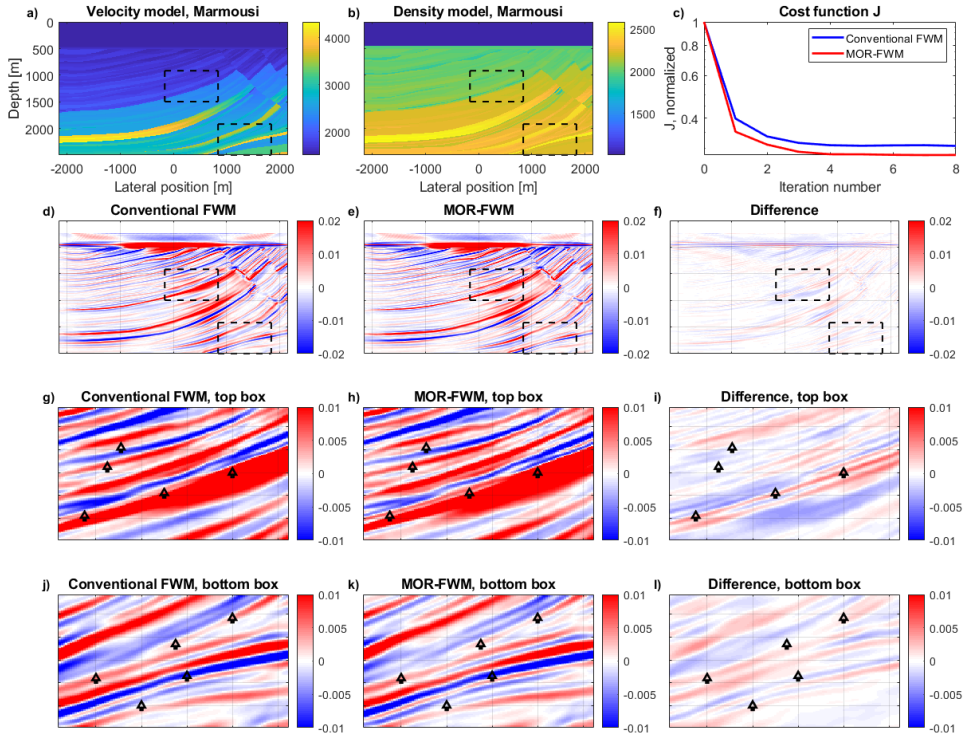 a) Velocity model, Marmousi
Depth [m]
0
500
1000
1500
2000
-2000 -1000 0 1000 2000
Lateral position [m]
4000
3000
2000
b) Density model, Marmousi
-2000 -1000 0 1000 2000
Lateral position [m]
2500
2000
1500
c) Cost function J
J, normalized
1
0.8
0.6
0.4
0 2 4 6 8
Iteration number
Conventional FWM
MOR-FWM
d) Conventional FWM
0.02
0.01
0
-0.01
-0.02
e) MOR-FWM
0.02
0.01
0
-0.01
-0.02
f) Difference
0.02
0.01
0
-0.01
-0.02
g) Conventional FWM, top box
0.01
0.005
0
-0.005
-0.01
h) MOR-FWM, top box
0.01
0.005
0
-0.005
-0.01
i) Difference, top box
0.01
0.005
0
-0.005
-0.01
j) Conventional FWM, bottom box
0.01
0.005
0
-0.005
-0.01
k) MOR-FWM, bottom box
0.01
0.005
0
-0.005
-0.01
l) Difference, bottom box
0.01
0.005
0
-0.005
-0.01